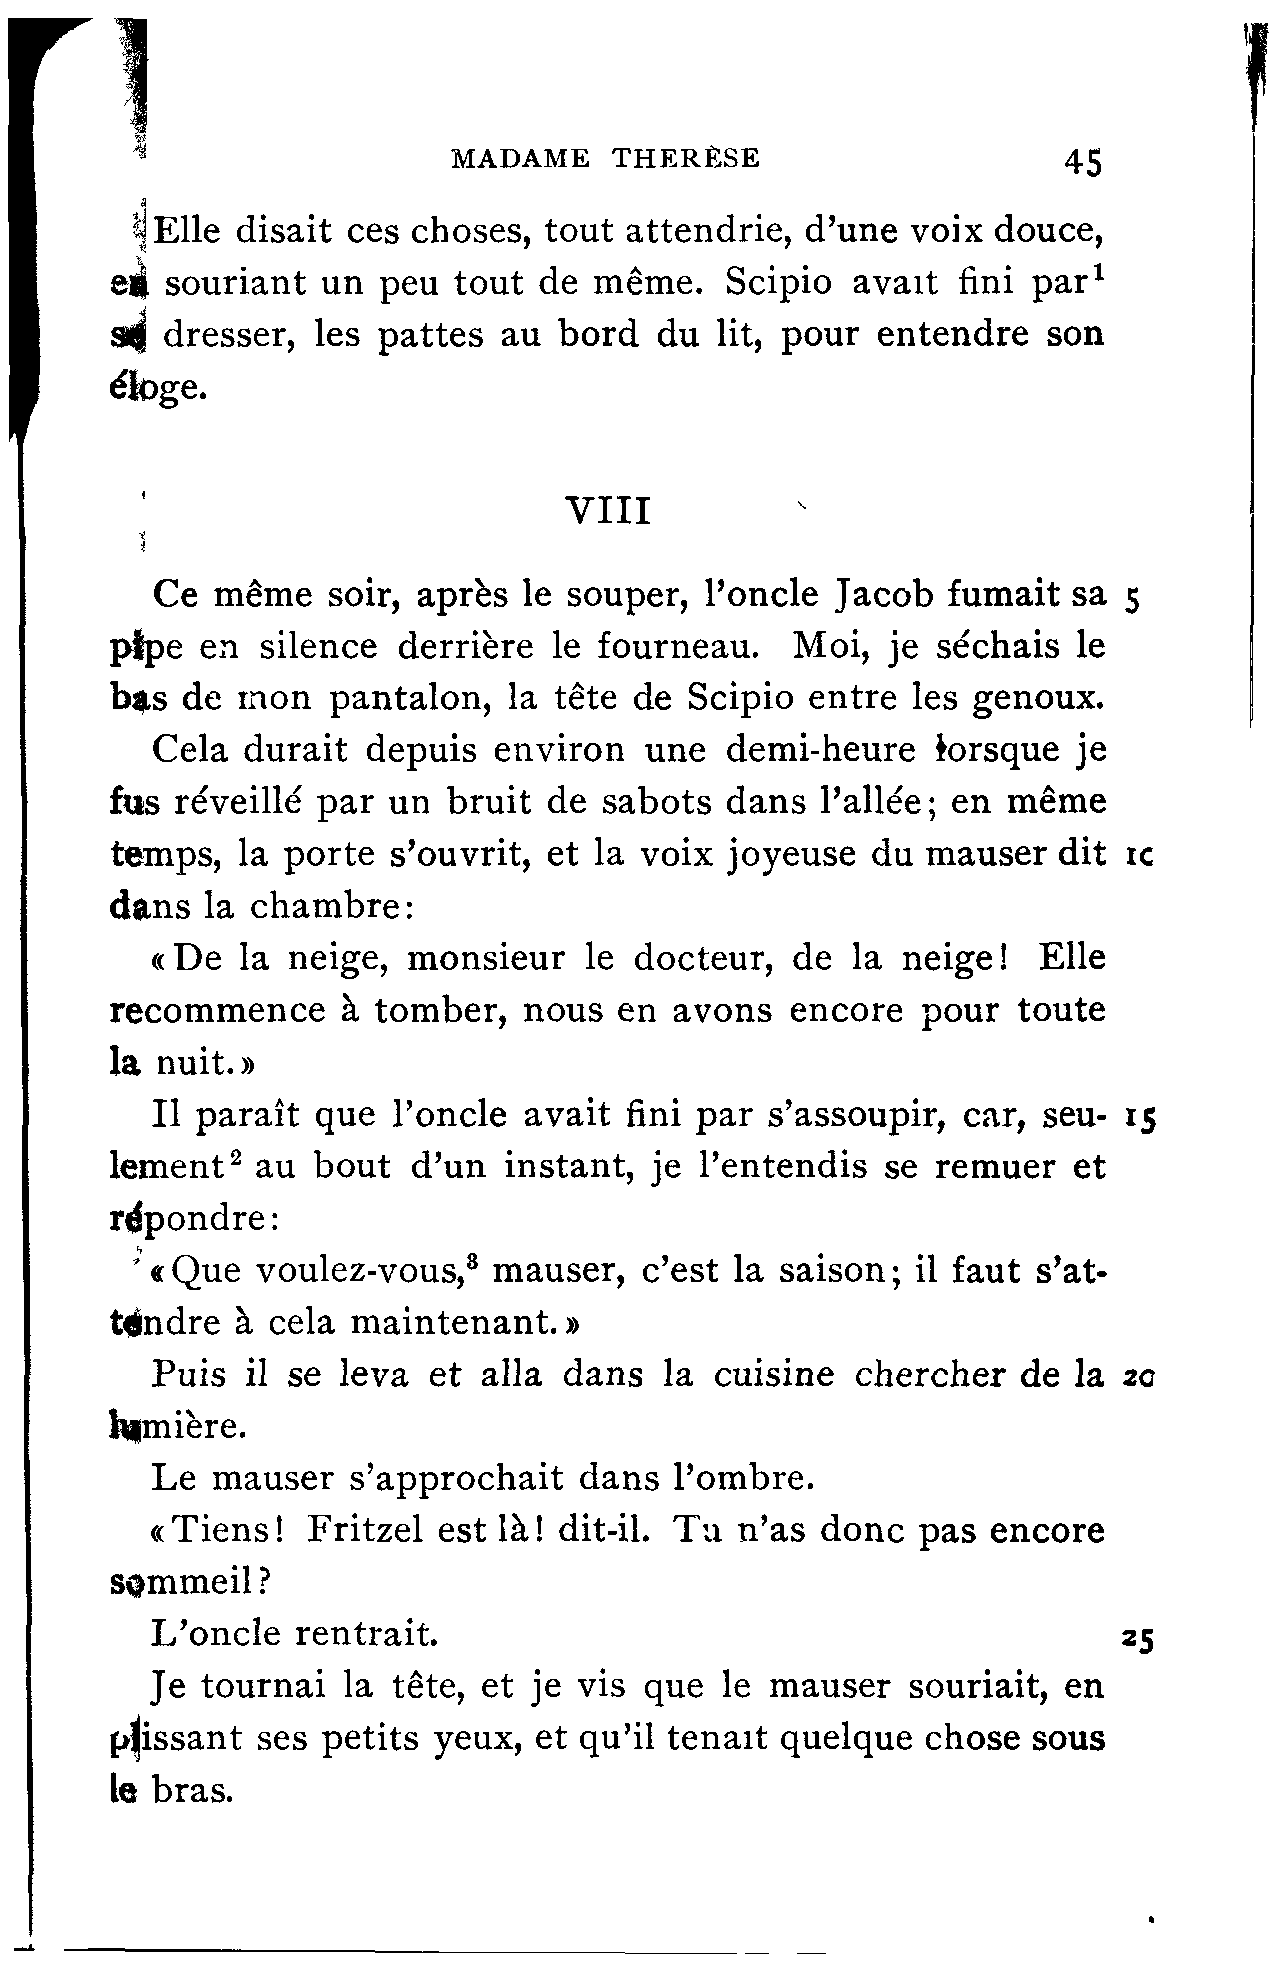 MADAME THERÈSE 45
Elle disait ces choses, tout attendrie, d'une voix douce,
en souriant un peu tout de même. Scipio avait fini par¹
se dresser, les pattes au bord du lit, pour entendre son
éloge.
VIII
Ce même soir, après le souper, l'oncle Jacob fumait sa 5
pipe en silence derrière le fourneau. Moi, je séchais le
bas de mon pantalon, la tête de Scipio entre les genoux.
Cela durait depuis environ une demi-heure lorsque je
fus réveillé par un bruit de sabots dans l'allée; en même
temps, la porte s'ouvrit, et la voix joyeuse du mauser dit 10
dans la chambre:
«De la neige, monsieur le docteur, de la neige! Elle
recommence à tomber, nous en avons encore pour toute
la nuit.»
Il paraît que l'oncle avait fini par s'assoupir, car, seu- 15
lement² au bout d'un instant, je l'entendis se remuer et
répondre:
«Que voulez-vous,³ mauser, c'est la saison; il faut s'at-
tendre à cela maintenant.»
Puis il se leva et alla dans la cuisine chercher de la 20
lumière.
Le mauser s'approchait dans l'ombre.
«Tiens! Fritzel est là! dit-il. Tu n'as donc pas encore
sommeil?
L'oncle rentrait. 25
Je tournai la tête, et je vis que le mauser souriait, en
plissant ses petits yeux, et qu'il tenait quelque chose sous
le bras.